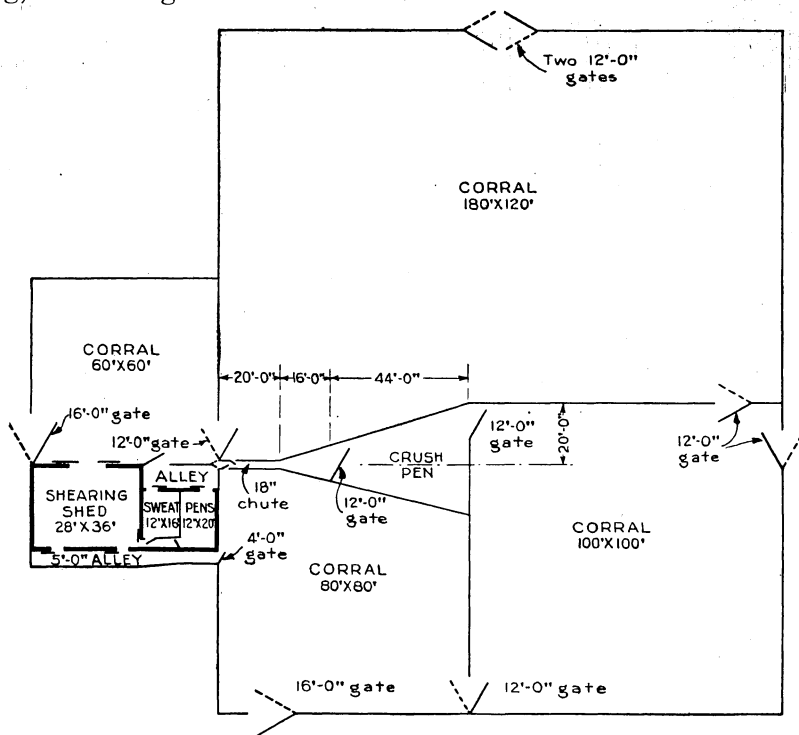 Two 12'-0"
gates
CORRAL
180'X120'
CORRAL
60'X60'
20'-0"
16'-0"
44'-0"
16'-0" gate
12'-0" gate
12'-0"
gate
20'-0"
12'-0"
gate
CRUSH
PEN
ALLEY
18"
chute
12'-0"
gate
SHEARING
SHED
28'X36'
SWEAT PENS
12'X16' 12'X20'
4'-0"
gate
5'-0" ALLEY
CORRAL
80'X80'
CORRAL
100'X100'
16'-0" gate
12'-0" gate